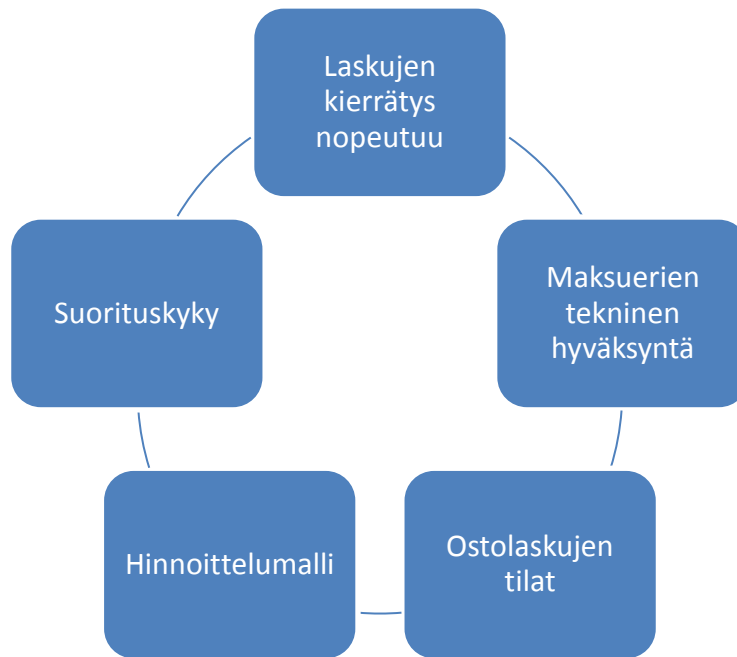 Laskujen
kierrätys
nopeutuu
Maksuerien
tekninen
hyväksyntä
Ostolaskujen
tilat
Hinnoittelumalli
Suorituskyky